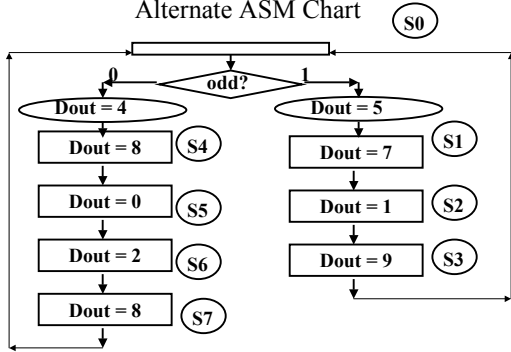 Alternate ASM Chart
S0
0
odd?
1
Dout = 4
Dout = 5
Dout = 8
S4
Dout = 7
S1
Dout = 0
S5
Dout = 1
S2
Dout = 2
S6
Dout = 9
S3
Dout = 8
S7